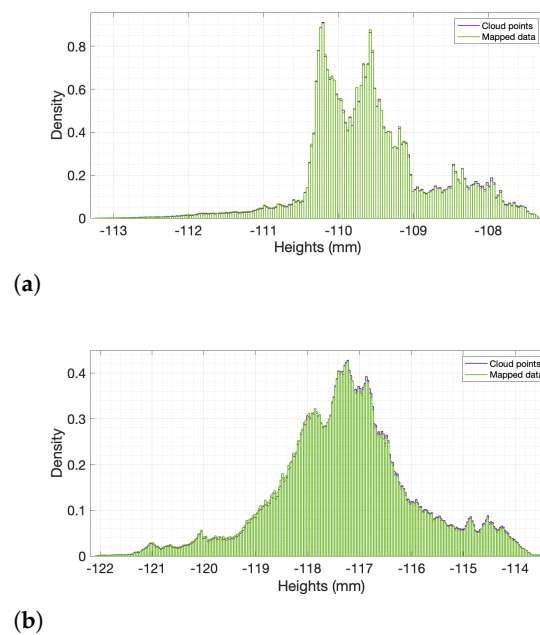 Cloud points
Mapped data
0.8
0.6
0.4
0.2
0
Density
-113 -112 -111 -110 -109 -108
Heights (mm)
(a)
Cloud points
Mapped data
0.4
0.3
0.2
0.1
0
Density
-122 -121 -120 -119 -118 -117 -116 -115 -114
Heights (mm)
(b)